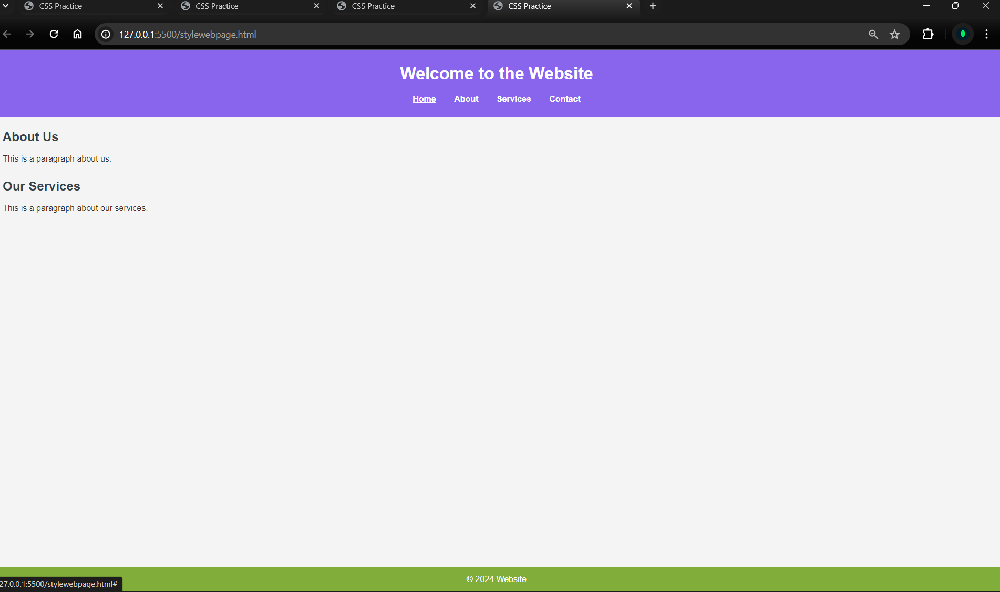 CSS Practice
CSS Practice
CSS Practice
CSS Practice
127.0.0.1:5500/stylewebpage.html
Welcome to the Website
Home About Services Contact
About Us
This is a paragraph about us.
Our Services
This is a paragraph about our services.
© 2024 Website
27.0.0.1:5500/stylewebpage.html#